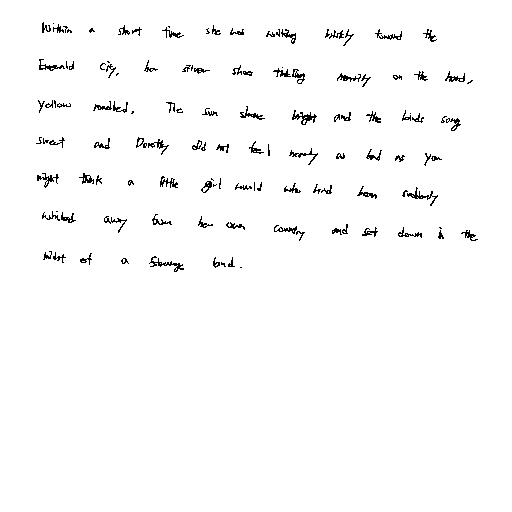 Within a short time she was walking briskly toward the
Emerald City, her silver shoes tinkling merrily on the hard,
yellow roadbed. The sun shone bright and the birds sang
sweet and Dorothy did not feel nearly as bad as you
might think a little girl would who had been suddenly
whisked away from her own country and set down in the
midst of a strange land.